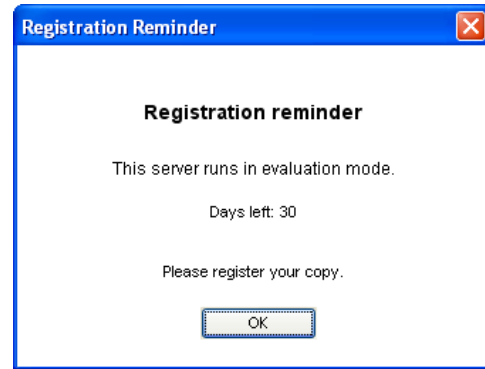 Registration Reminder
Registration reminder
This server runs in evaluation mode.
Days left: 30
Please register your copy.
OK